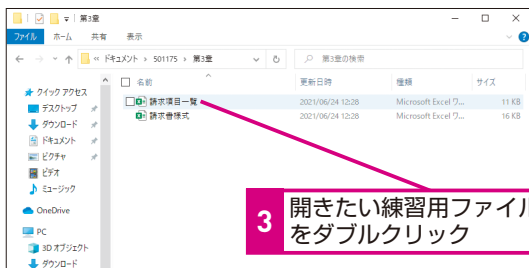 第3章
ファイル ホーム 共有 表示
ドキュメント › 501175 › 第3章
第3章の検索
名前 更新日時 種類 サイズ
請求項目一覧 2021/06/24 12:28 Microsoft Excel ワ... 11 KB
請求書様式 2021/06/24 12:28 Microsoft Excel ワ... 16 KB
クイック アクセス
デスクトップ
ダウンロード
ドキュメント
ピクチャ
ビデオ
ミュージック
OneDrive
PC
3D オブジェクト
ダウンロード
3 開きたい練習用ファイル
をダブルクリック